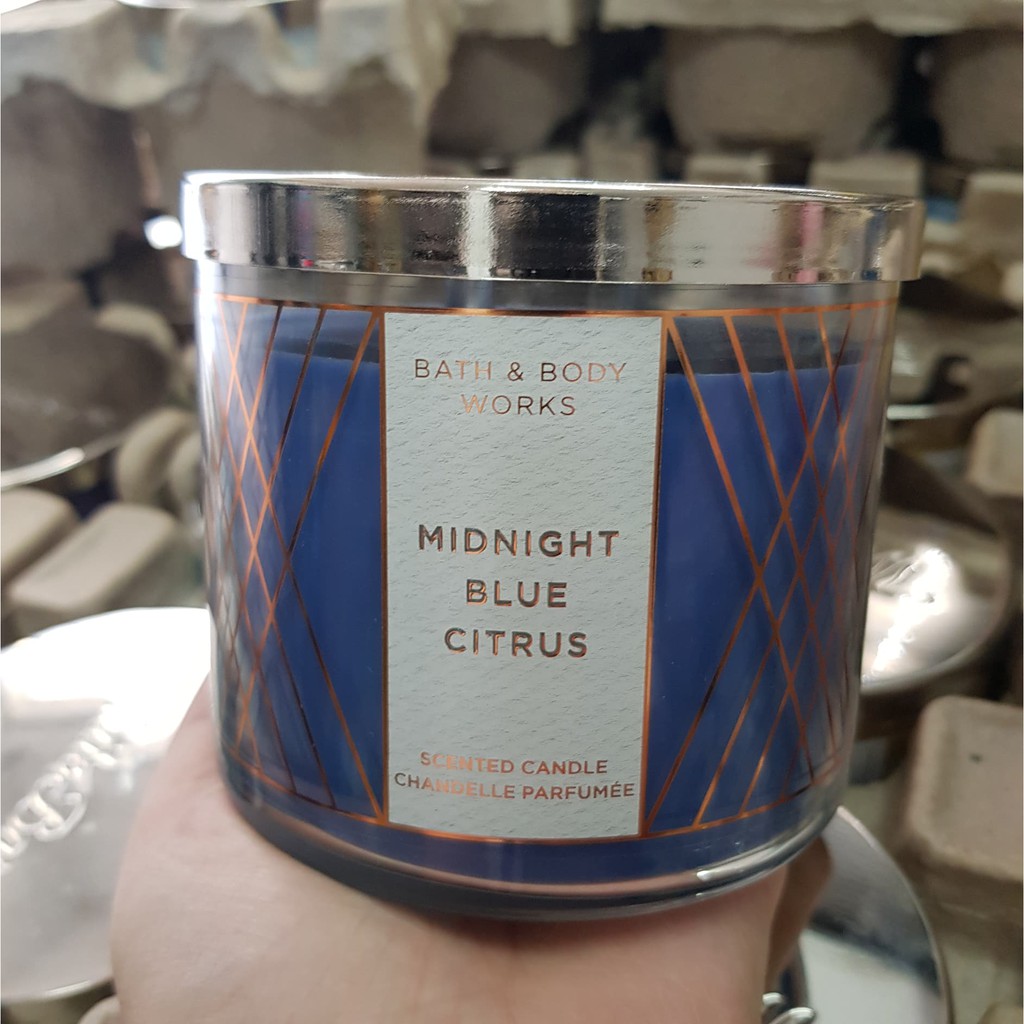 BATH & BODY
WORKS
MIDNIGHT
BLUE
CITRUS
SCENTED CANDLE
CHANDELLE PARFUMÉE